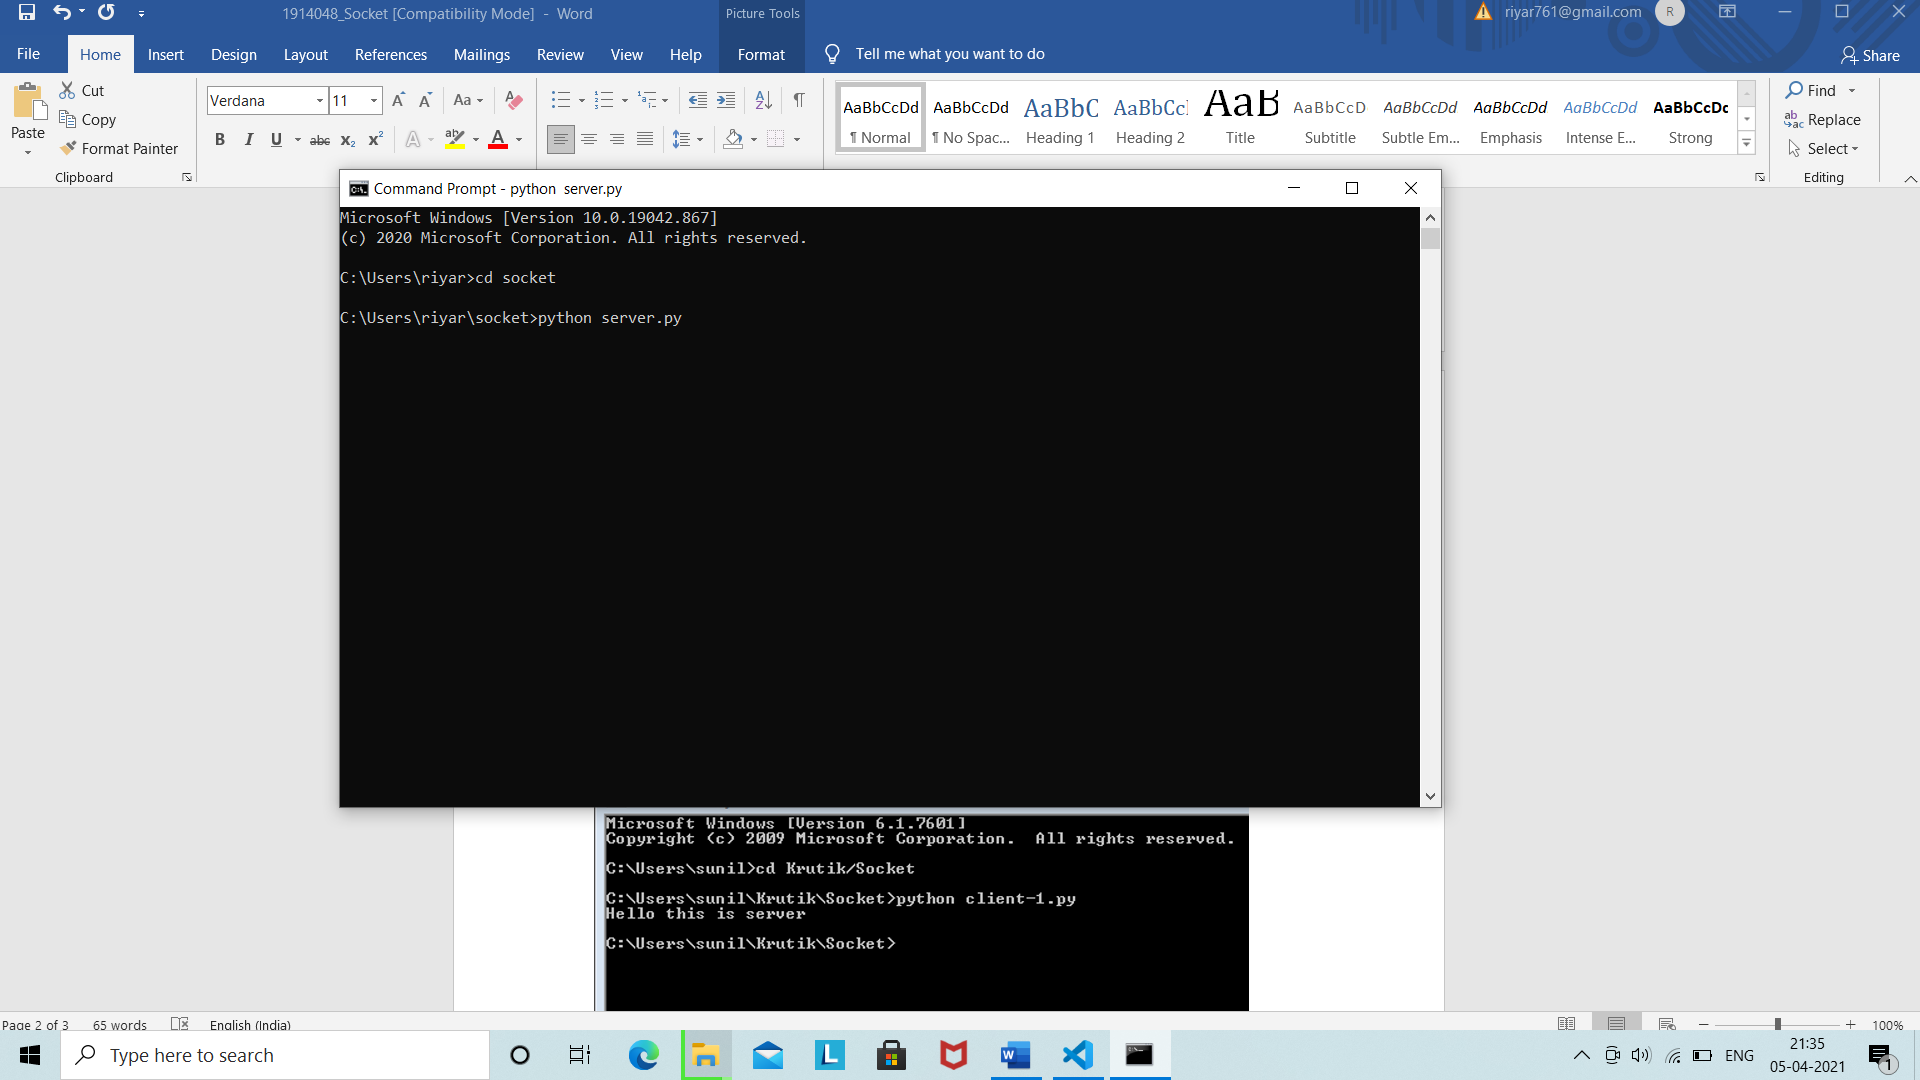 1914048_Socket [Compatibility Mode] - Word
Picture Tools
riyar761@gmail.com
R
File
Home
Insert
Design
Layout
References
Mailings
Review
View
Help
Format
Tell me what you want to do
Share
Paste
Cut
Copy
Format Painter
Clipboard
Verdana
11
AaBbCcDd
¶ Normal
AaBbCcDd
¶ No Spac...
AaBbC
Heading 1
AaBbCc
Heading 2
AaB
Title
AaBbCcD
Subtitle
AaBbCcDd
Subtle Em...
AaBbCcDd
Emphasis
AaBbCcDd
Intense E...
AaBbCcDc
Strong
Find
Replace
Select
Editing
Command Prompt - python  server.py
Microsoft Windows [Version 10.0.19042.867]
(c) 2020 Microsoft Corporation. All rights reserved.
C:\Users\riyar>cd socket
C:\Users\riyar\socket>python server.py
Microsoft Windows [Version 6.1.7601]
Copyright (c) 2009 Microsoft Corporation.  All rights reserved.
C:\Users\sunil>cd Krutik/Socket
C:\Users\sunil\Krutik\Socket>python client-1.py
Hello this is server
C:\Users\sunil\Krutik\Socket>
Page 2 of 3
65 words
English (India)
100%
Type here to search
ENG
21:35
05-04-2021
1